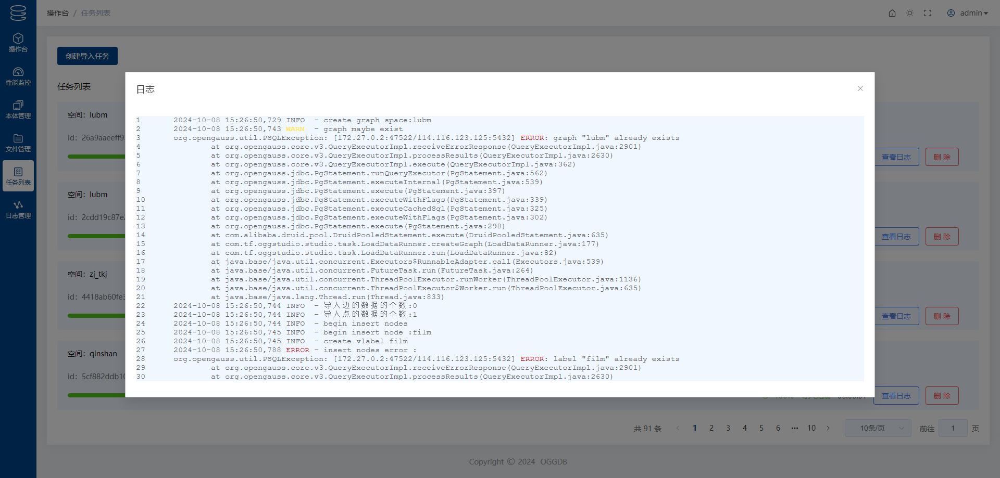 操作台 / 任务列表
admin
操作台
性能监控
本体管理
文件管理
任务列表
日志管理
创建导入任务
任务列表
空间：lubm
id：26a9aaeeff9
查看日志
删 除
空间：lubm
id：2cdd19c87e
查看日志
删 除
空间：zj_tkj
id：4418ab60fe
查看日志
删 除
空间：qinshan
id：5cf882ddb1
查看日志
删 除
日志
1 2024-10-08 15:26:50,729 INFO - create graph space:lubm
2 2024-10-08 15:26:50,743 WARN - graph maybe exist
3 org.opengauss.util.PSQLException: [172.27.0.2:47522/114.116.123.125:5432] ERROR: graph "lubm" already exists
4 at org.opengauss.core.v3.QueryExecutorImpl.receiveErrorResponse(QueryExecutorImpl.java:2901)
5 at org.opengauss.core.v3.QueryExecutorImpl.processResults(QueryExecutorImpl.java:2630)
6 at org.opengauss.core.v3.QueryExecutorImpl.execute(QueryExecutorImpl.java:362)
7 at org.opengauss.jdbc.PgStatement.runQueryExecutor(PgStatement.java:562)
8 at org.opengauss.jdbc.PgStatement.executeInternal(PgStatement.java:539)
9 at org.opengauss.jdbc.PgStatement.execute(PgStatement.java:397)
10 at org.opengauss.jdbc.PgStatement.executeWithFlags(PgStatement.java:339)
11 at org.opengauss.jdbc.PgStatement.executeCachedSql(PgStatement.java:325)
12 at org.opengauss.jdbc.PgStatement.executeWithFlags(PgStatement.java:302)
13 at org.opengauss.jdbc.PgStatement.execute(PgStatement.java:298)
14 at com.alibaba.druid.pool.DruidPooledStatement.execute(DruidPooledStatement.java:635)
15 at com.tf.oggstudio.studio.task.LoadDataRunner.createGraph(LoadDataRunner.java:177)
16 at com.tf.oggstudio.studio.task.LoadDataRunner.run(LoadDataRunner.java:82)
17 at java.base/java.util.concurrent.Executors$RunnableAdapter.call(Executors.java:539)
18 at java.base/java.util.concurrent.FutureTask.run(FutureTask.java:264)
19 at java.base/java.util.concurrent.ThreadPoolExecutor.runWorker(ThreadPoolExecutor.java:1136)
20 at java.base/java.util.concurrent.ThreadPoolExecutor$Worker.run(ThreadPoolExecutor.java:635)
21 at java.base/java.lang.Thread.run(Thread.java:833)
22 2024-10-08 15:26:50,744 INFO - 导入边的数据的个数:0
23 2024-10-08 15:26:50,744 INFO - 导入点的数据的个数:1
24 2024-10-08 15:26:50,744 INFO - begin insert nodes
25 2024-10-08 15:26:50,745 INFO - begin insert node :film
26 2024-10-08 15:26:50,745 INFO - create vlabel film
27 2024-10-08 15:26:50,788 ERROR - insert nodes error :
28 org.opengauss.util.PSQLException: [172.27.0.2:47522/114.116.123.125:5432] ERROR: label "film" already exists
29 at org.opengauss.core.v3.QueryExecutorImpl.receiveErrorResponse(QueryExecutorImpl.java:2901)
30 at org.opengauss.core.v3.QueryExecutorImpl.processResults(QueryExecutorImpl.java:2630)
共 91 条 1 2 3 4 5 6 ••• 10 10条/页 前往 1 页
Copyright © 2024 OGGDB